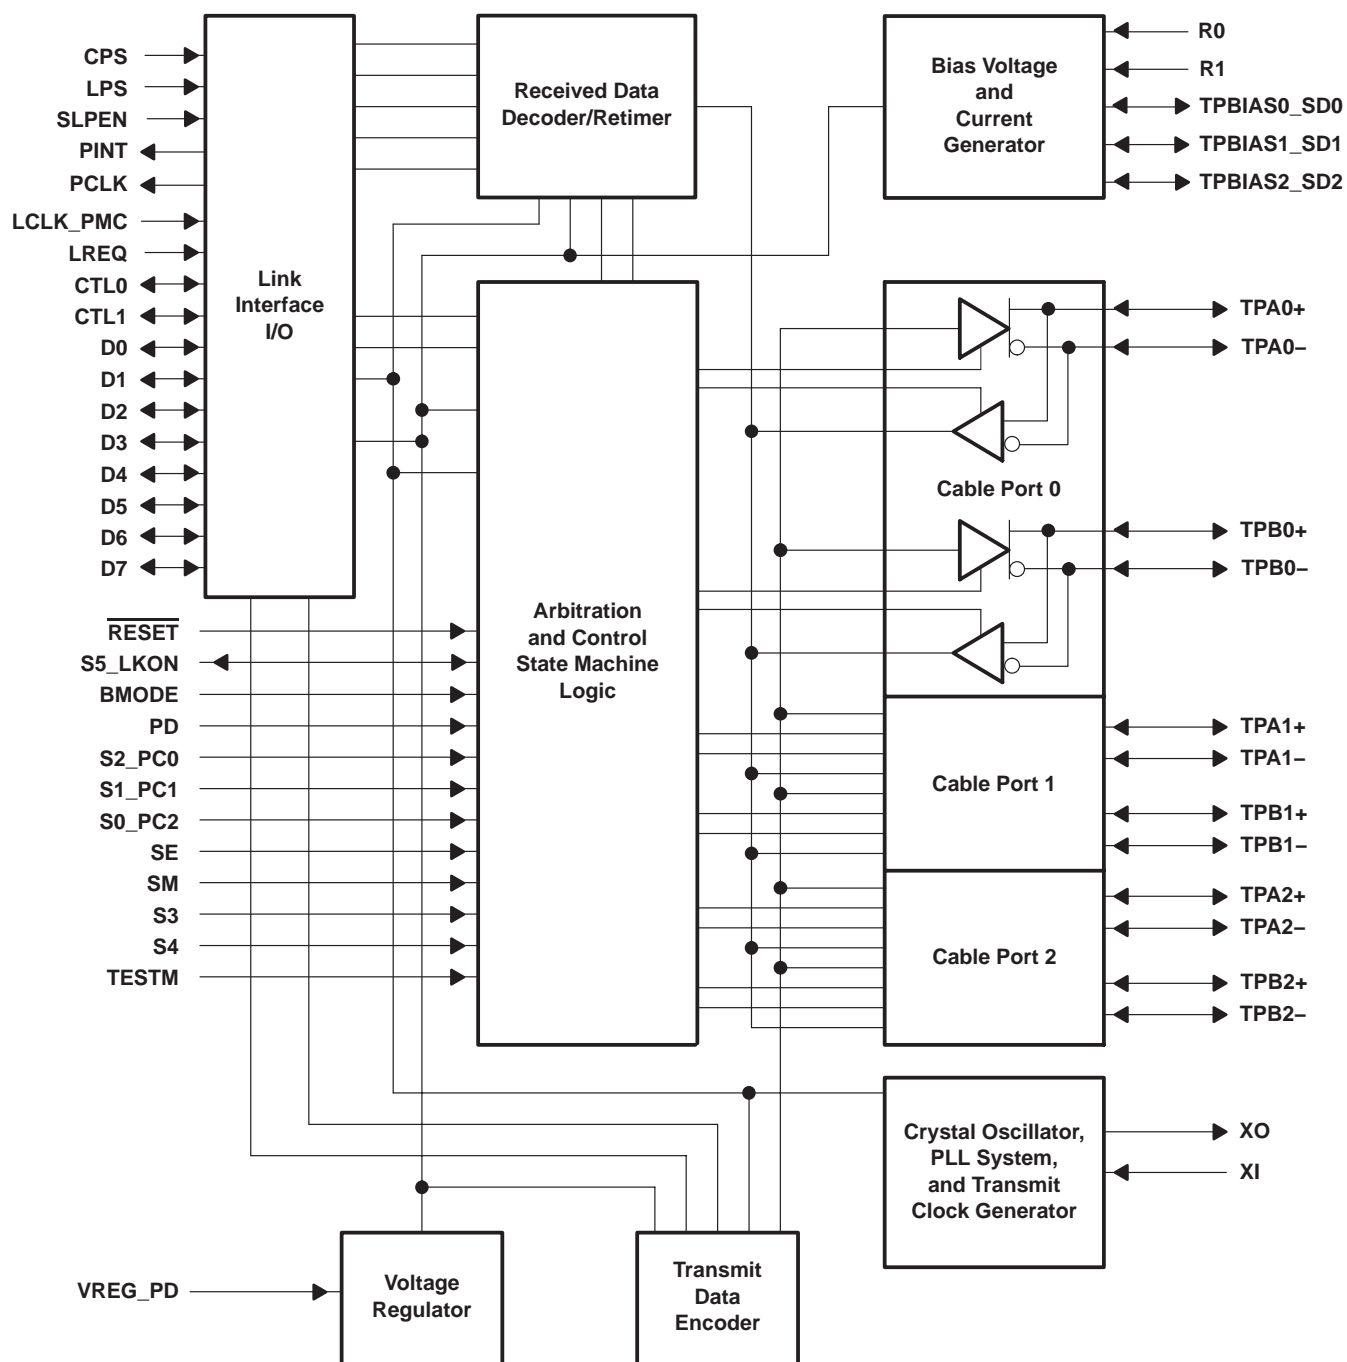 CPS
LPS
SLPEN
PINT
PCLK
LCLK_PMC
LREQ
CTL0
CTL1
D0
D1
D2
D3
D4
D5
D6
D7
Link
Interface
I/O
Received Data
Decoder/Retimer
Bias Voltage
and
Current
Generator
R0
R1
TPBIAS0_SD0
TPBIAS1_SD1
TPBIAS2_SD2
RESET
S5_LKON
BMODE
PD
S2_PC0
S1_PC1
S0_PC2
SE
SM
S3
S4
TESTM
Arbitration
and Control
State Machine
Logic
Cable Port 0
TPA0+
TPA0–
TPB0+
TPB0–
Cable Port 1
TPA1+
TPA1–
TPB1+
TPB1–
Cable Port 2
TPA2+
TPA2–
TPB2+
TPB2–
Crystal Oscillator,
PLL System,
and Transmit
Clock Generator
XO
XI
VREG_PD
Voltage
Regulator
Transmit
Data
Encoder